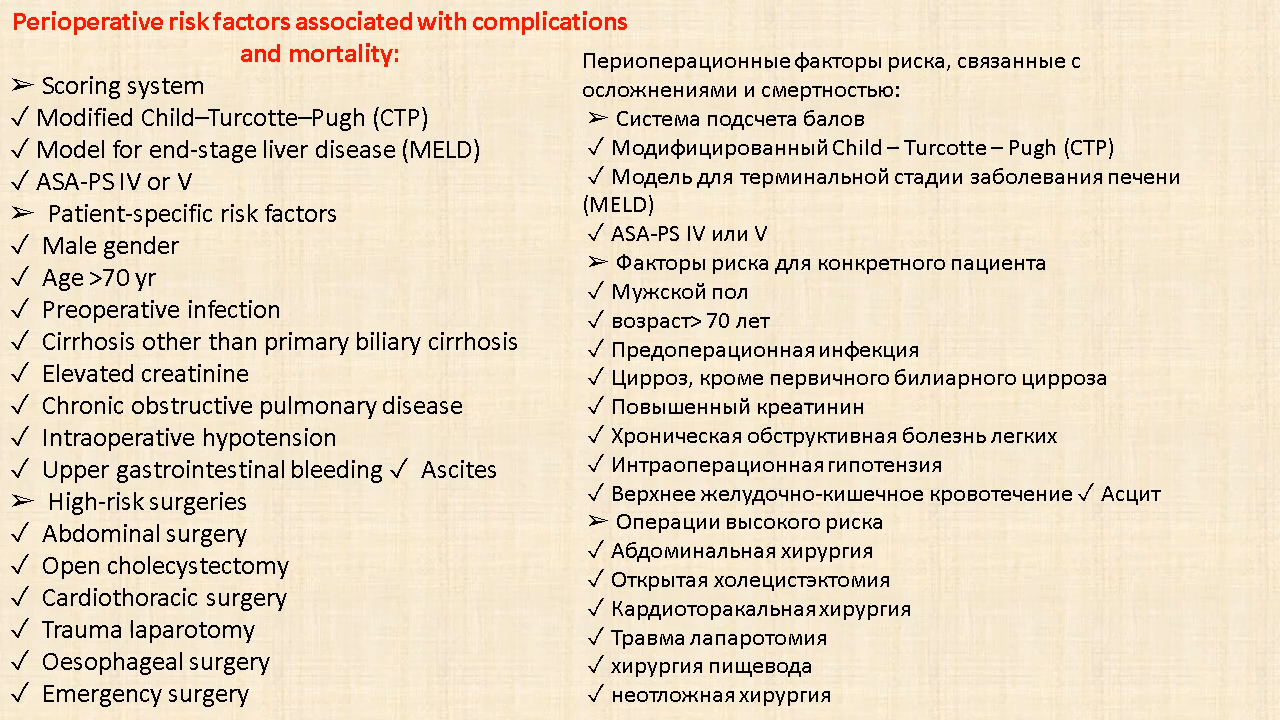 Perioperative risk factors associated with complications
and mortality:
➢ Scoring system
✓ Modified Child–Turcotte–Pugh (CTP)
✓ Model for end-stage liver disease (MELD)
✓ ASA-PS IV or V
➢ Patient-specific risk factors
✓ Male gender
✓ Age >70 yr
✓ Preoperative infection
✓ Cirrhosis other than primary biliary cirrhosis
✓ Elevated creatinine
✓ Chronic obstructive pulmonary disease
✓ Intraoperative hypotension
✓ Upper gastrointestinal bleeding ✓ Ascites
➢ High-risk surgeries
✓ Abdominal surgery
✓ Open cholecystectomy
✓ Cardiothoracic surgery
✓ Trauma laparotomy
✓ Oesophageal surgery
✓ Emergency surgery
Периоперационные факторы риска, связанные с
осложнениями и смертностью:
➢ Система подсчета балов
✓ Модифицированный Child – Turcotte – Pugh (CTP)
✓ Модель для терминальной стадии заболевания печени
(MELD)
✓ ASA-PS IV или V
➢ Факторы риска для конкретного пациента
✓ Мужской пол
✓ возраст> 70 лет
✓ Предоперационная инфекция
✓ Цирроз, кроме первичного билиарного цирроза
✓ Повышенный креатинин
✓ Хроническая обструктивная болезнь легких
✓ Интраоперационная гипотензия
✓ Верхнее желудочно-кишечное кровотечение ✓ Асцит
➢ Операции высокого риска
✓ Абдоминальная хирургия
✓ Открытая холецистэктомия
✓ Кардиоторакальная хирургия
✓ Травма лапаротомия
✓ хирургия пищевода
✓ неотложная хирургия